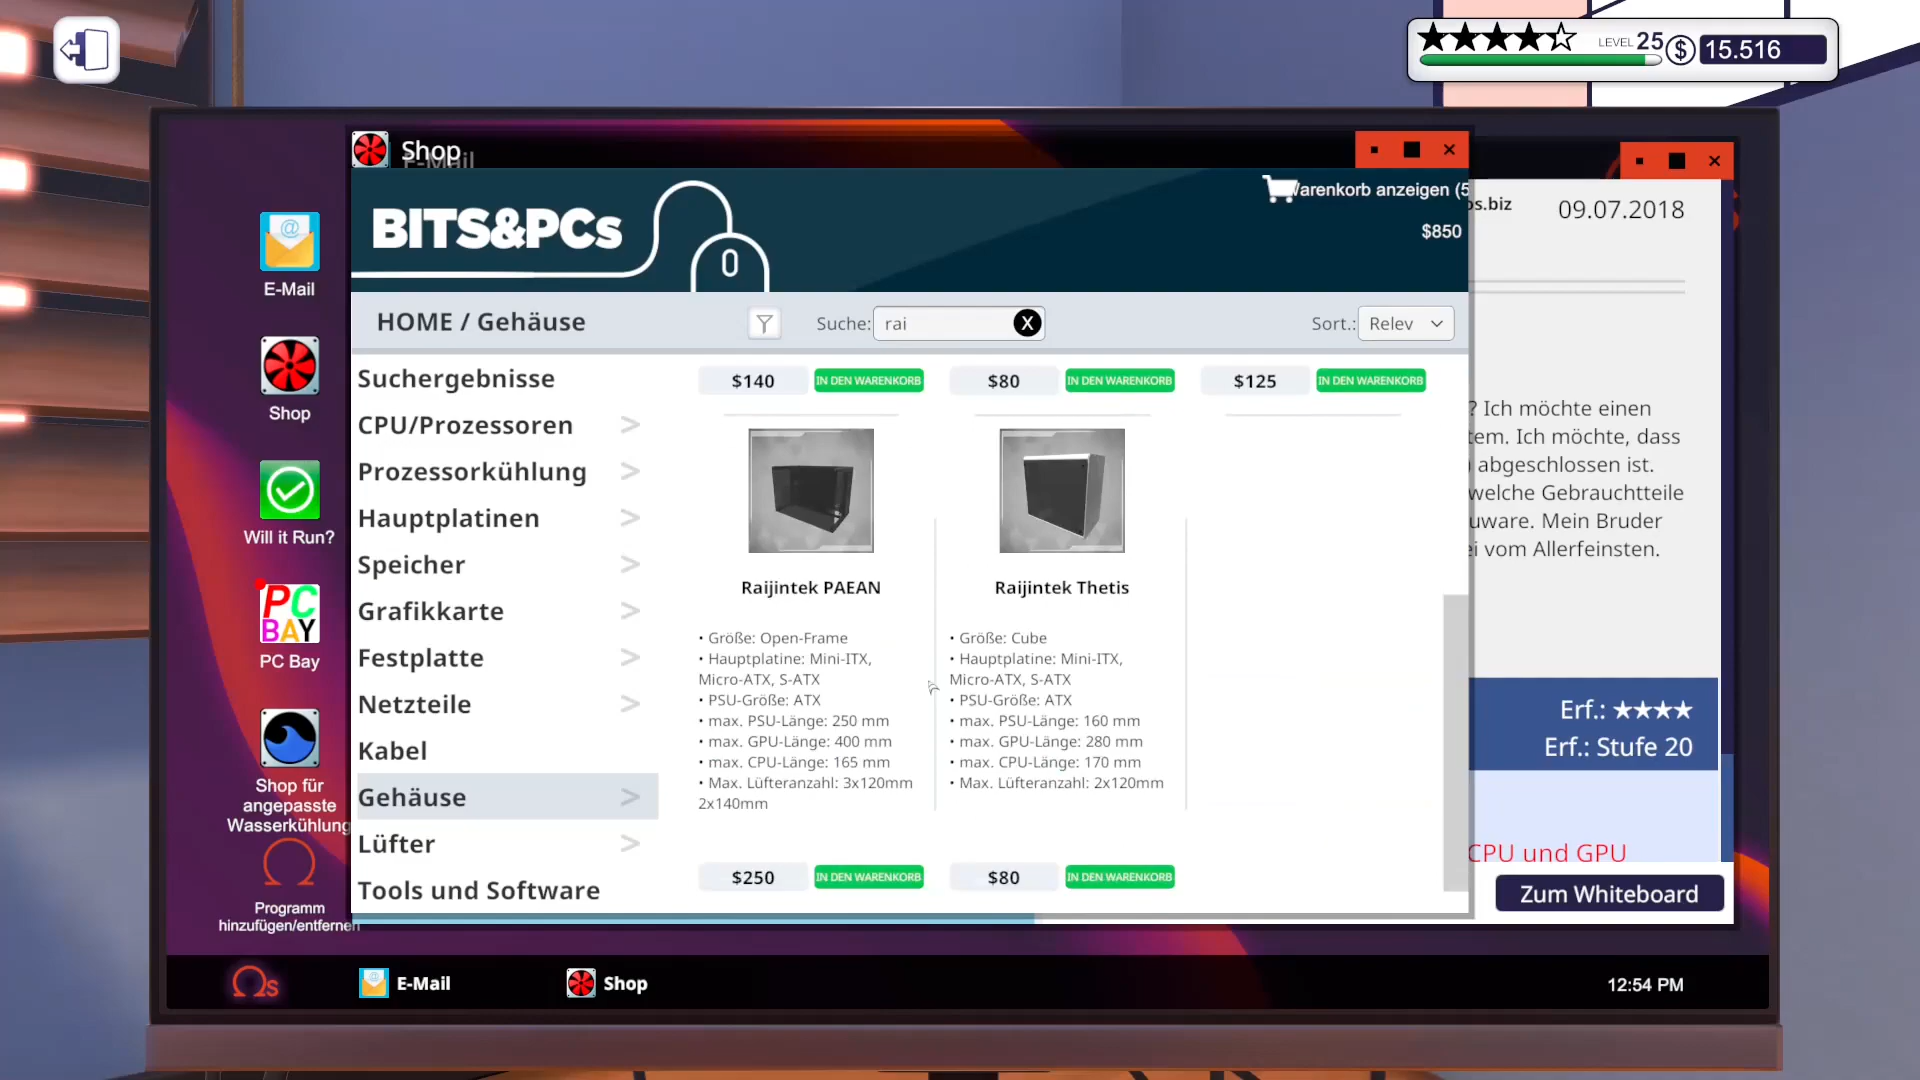 LEVEL 25
$ 15.516
Shop
E-Mail
BITS&PCs
arenkorb anzeigen (5
$850
HOME / Gehäuse
Suche: rai X
Sort.: Relev
os.biz
09.07.2018
E-Mail
Shop
Will it Run?
PC BAY
PC Bay
Shop für
angepasste
Wasserkühlung
Programm
hinzufügen/entfernen
Suchergebnisse
CPU/Prozessoren >
Prozessorkühlung >
Hauptplatinen >
Speicher >
Grafikkarte >
Festplatte >
Netzteile >
Kabel
Gehäuse >
Lüfter >
Tools und Software
$140 IN DEN WARENKORB
$80 IN DEN WARENKORB
$125 IN DEN WARENKORB
Raijintek PAEAN
• Größe: Open-Frame
• Hauptplatine: Mini-ITX,
Micro-ATX, S-ATX
• PSU-Größe: ATX
• max. PSU-Länge: 250 mm
• max. GPU-Länge: 400 mm
• max. CPU-Länge: 165 mm
• Max. Lüfteranzahl: 3x120mm
2x140mm
$250 IN DEN WARENKORB
Raijintek Thetis
• Größe: Cube
• Hauptplatine: Mini-ITX,
Micro-ATX, S-ATX
• PSU-Größe: ATX
• max. PSU-Länge: 160 mm
• max. GPU-Länge: 280 mm
• max. CPU-Länge: 170 mm
• Max. Lüfteranzahl: 2x120mm
$80 IN DEN WARENKORB
? Ich möchte einen
tem. Ich möchte, dass
abgeschlossen ist.
welche Gebrauchtteile
uware. Mein Bruder
ei vom Allerfeinsten.
Erf.: ★★★★
Erf.: Stufe 20
CPU und GPU
Zum Whiteboard
Ωs
E-Mail
Shop
12:54 PM